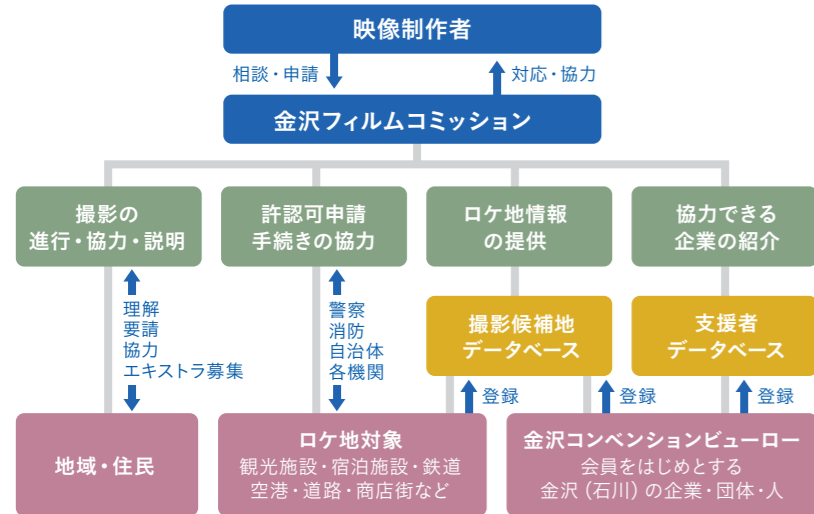 映像制作者
相談・申請
対応・協力
金沢フィルムコミッション
撮影の
進行・協力・説明
許認可申請
手続きの協力
ロケ地情報
の提供
協力できる
企業の紹介
理解
要請
協力
エキストラ募集
警察
消防
自治体
各機関
撮影候補地
データベース
支援者
データベース
登録
登録
登録
地域・住民
ロケ地対象
観光施設・宿泊施設・鉄道
空港・道路・商店街など
金沢コンベンションビューロー
会員をはじめとする
金沢（石川）の企業・団体・人